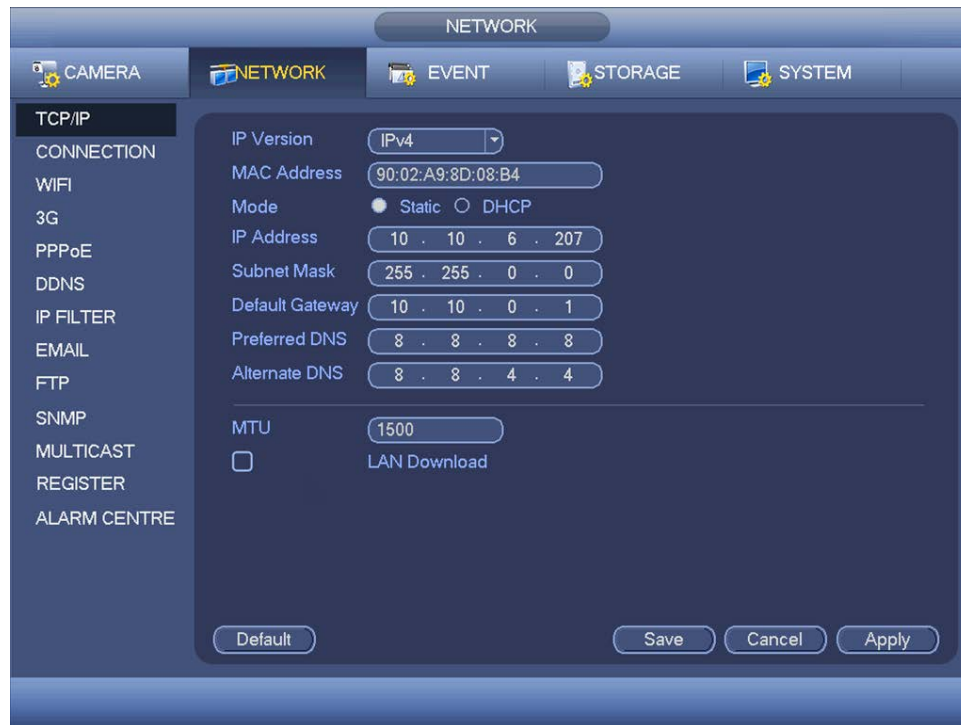 NETWORK
CAMERA NETWORK EVENT STORAGE SYSTEM
TCP/IP
CONNECTION
WIFI
3G
PPPoE
DDNS
IP FILTER
EMAIL
FTP
SNMP
MULTICAST
REGISTER
ALARM CENTRE
IP Version IPv4
MAC Address 90:02:A9:8D:08:B4
Mode Static DHCP
IP Address 10 . 10 . 6 . 207
Subnet Mask 255 . 255 . 0 . 0
Default Gateway 10 . 10 . 0 . 1
Preferred DNS 8 . 8 . 8 . 8
Alternate DNS 8 . 8 . 4 . 4
MTU 1500
LAN Download
Default Save Cancel Apply